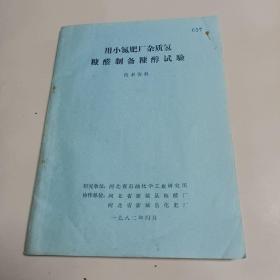 用小氮肥厂杂质氢
糠醛制备糠醇试验
技术资料
研究单位：河北省石油化学工业研究所
协作单位：河北省藁城县糠醛厂
河北省藁城县化肥厂
一九八二年四月